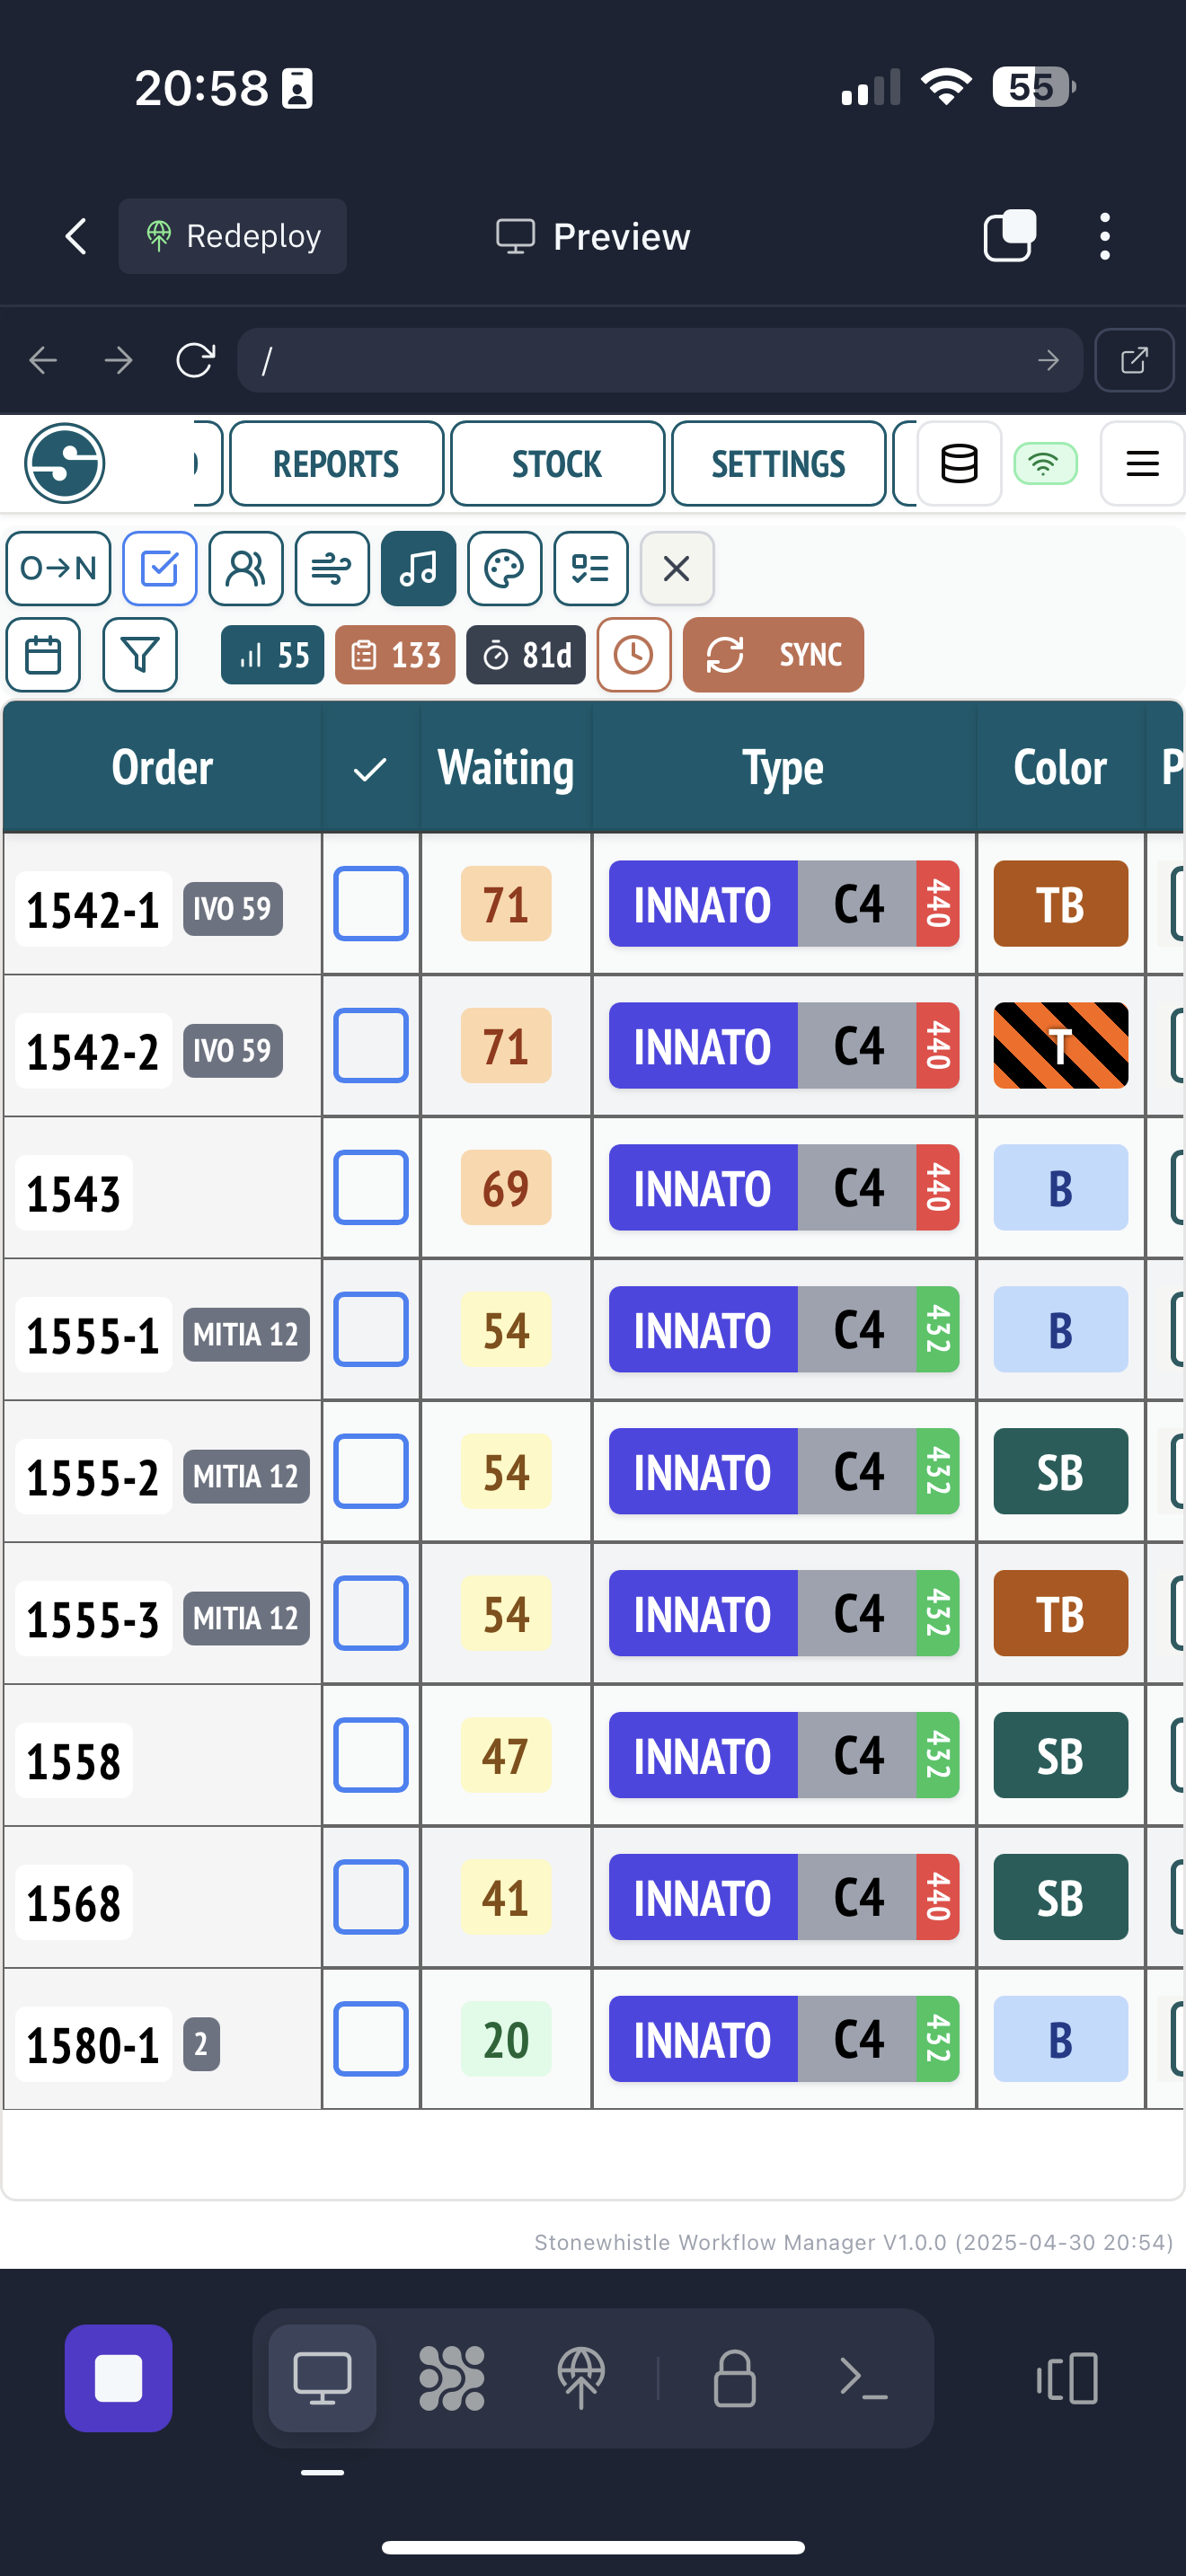 20:58 55
Redeploy Preview
/
REPORTS STOCK SETTINGS
O→N
55 133 81d SYNC
Order ✓ Waiting Type Color P
1542-1 IVO 59 71 INNATO C4 440 TB
1542-2 IVO 59 71 INNATO C4 440 T
1543 69 INNATO C4 440 B
1555-1 MITIA 12 54 INNATO C4 432 B
1555-2 MITIA 12 54 INNATO C4 432 SB
1555-3 MITIA 12 54 INNATO C4 432 TB
1558 47 INNATO C4 432 SB
1568 41 INNATO C4 440 SB
1580-1 2 20 INNATO C4 432 B
Stonewhistle Workflow Manager V1.0.0 (2025-04-30 20:54)